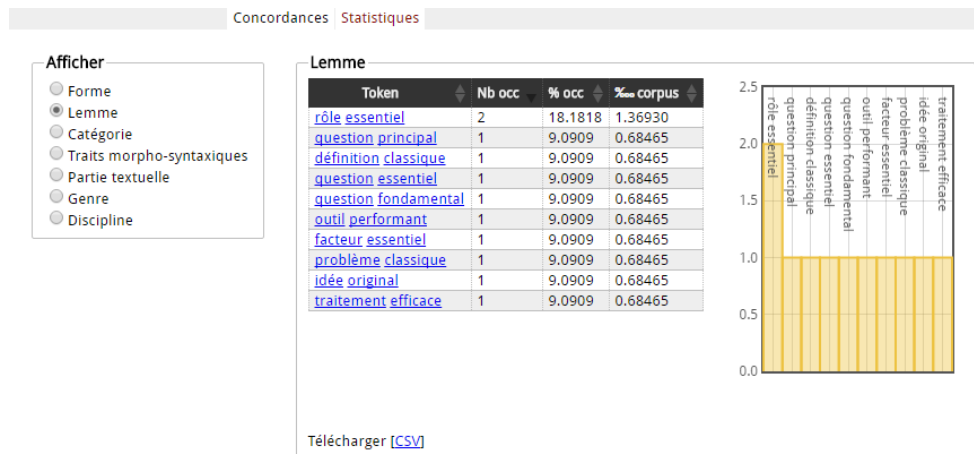 Concordances Statistiques
Afficher
Forme
Lemme
Catégorie
Traits morpho-syntaxiques
Partie textuelle
Genre
Discipline
Lemme
Token Nb occ % occ ‱ corpus
rôle essentiel 2 18.1818 1.36930
question principal 1 9.0909 0.68465
définition classique 1 9.0909 0.68465
question essentiel 1 9.0909 0.68465
question fondamental 1 9.0909 0.68465
outil performant 1 9.0909 0.68465
facteur essentiel 1 9.0909 0.68465
problème classique 1 9.0909 0.68465
idée original 1 9.0909 0.68465
traitement efficace 1 9.0909 0.68465
Télécharger [CSV]
2.5
2.0
1.5
1.0
0.5
0.0
rôle essentiel
question principal
définition classique
question essentiel
question fondamental
outil performant
facteur essentiel
problème classique
idée original
traitement efficace